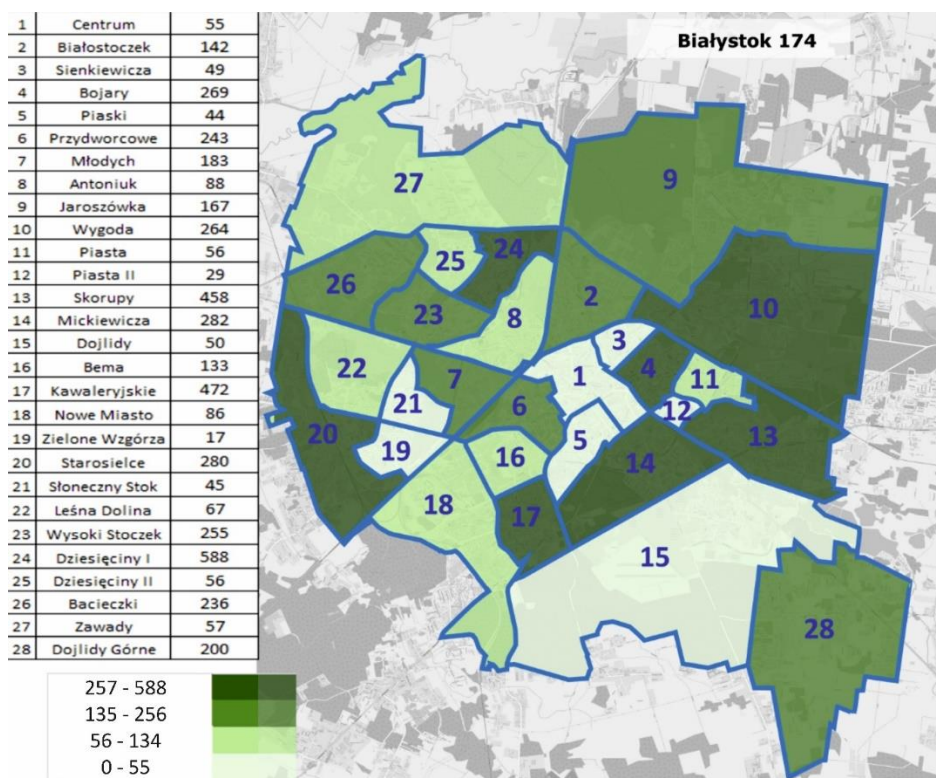 Białystok 174
1 Centrum 55
2 Białostoczek 142
3 Sienkiewicza 49
4 Bojary 269
5 Piaski 44
6 Przydworcowe 243
7 Młodych 183
8 Antoniuk 88
9 Jaroszówka 167
10 Wygoda 264
11 Piasta 56
12 Piasta II 29
13 Skorupy 458
14 Mickiewicza 282
15 Dojlidy 50
16 Bema 133
17 Kawaleryjskie 472
18 Nowe Miasto 86
19 Zielone Wzgórza 17
20 Starosielce 280
21 Słoneczny Stok 45
22 Leśna Dolina 67
23 Wysoki Stoczek 255
24 Dziesięciny I 588
25 Dziesięciny II 56
26 Bacieczki 236
27 Zawady 57
28 Dojlidy Górne 200
27
9
24
25
26
2
10
23
8
3
22
7
1
4
11
21
6
12
20
5
13
19
16
14
18
17
15
28
257 - 588
135 - 256
56 - 134
0 - 55